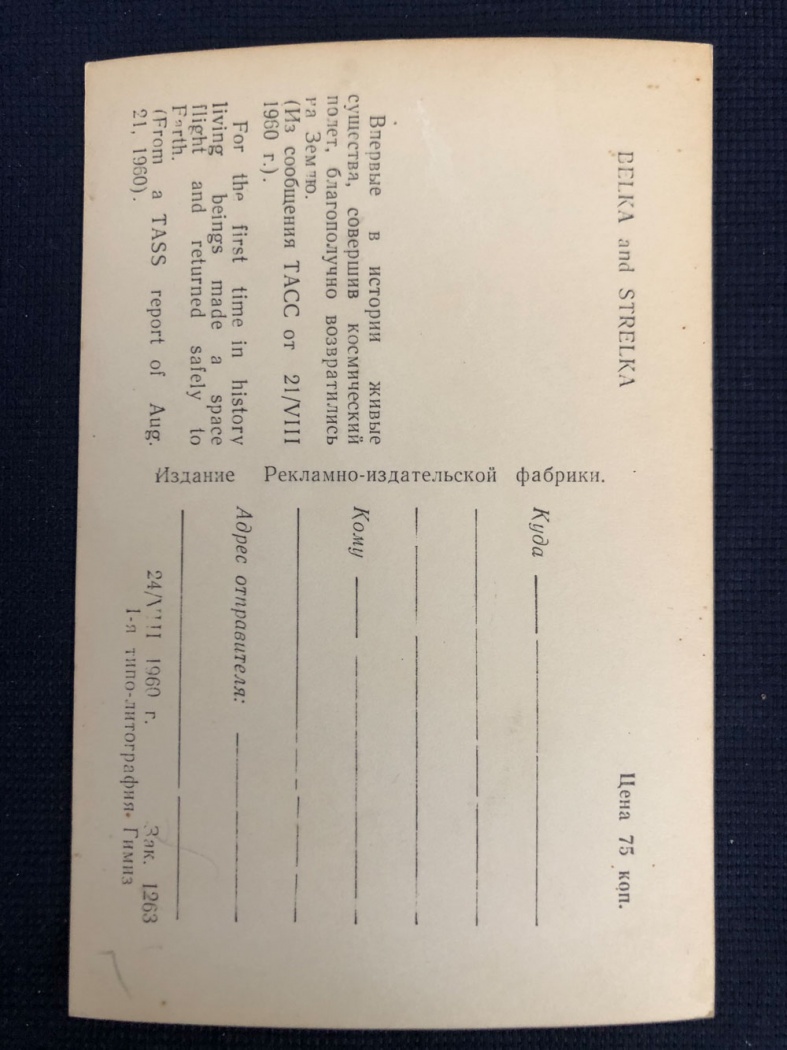 BELKA and STRELKA
Цена 75 коп.
Впервые в истории живые
существа, совершив космический
полет, благополучно возвратились
на Землю.
(Из сообщения ТАСС от 21/VIII
1960 г.).
For the first time in history
living beings made a space
flight and returned safely to
Earth.
(From a TASS report of Aug.
21, 1960).
Издание Рекламно-издательской фабрики.
Куда
Кому
Адрес отправителя:
24/VIII 1960 г. Зак. 1263
1-я типо-литография Гимиз